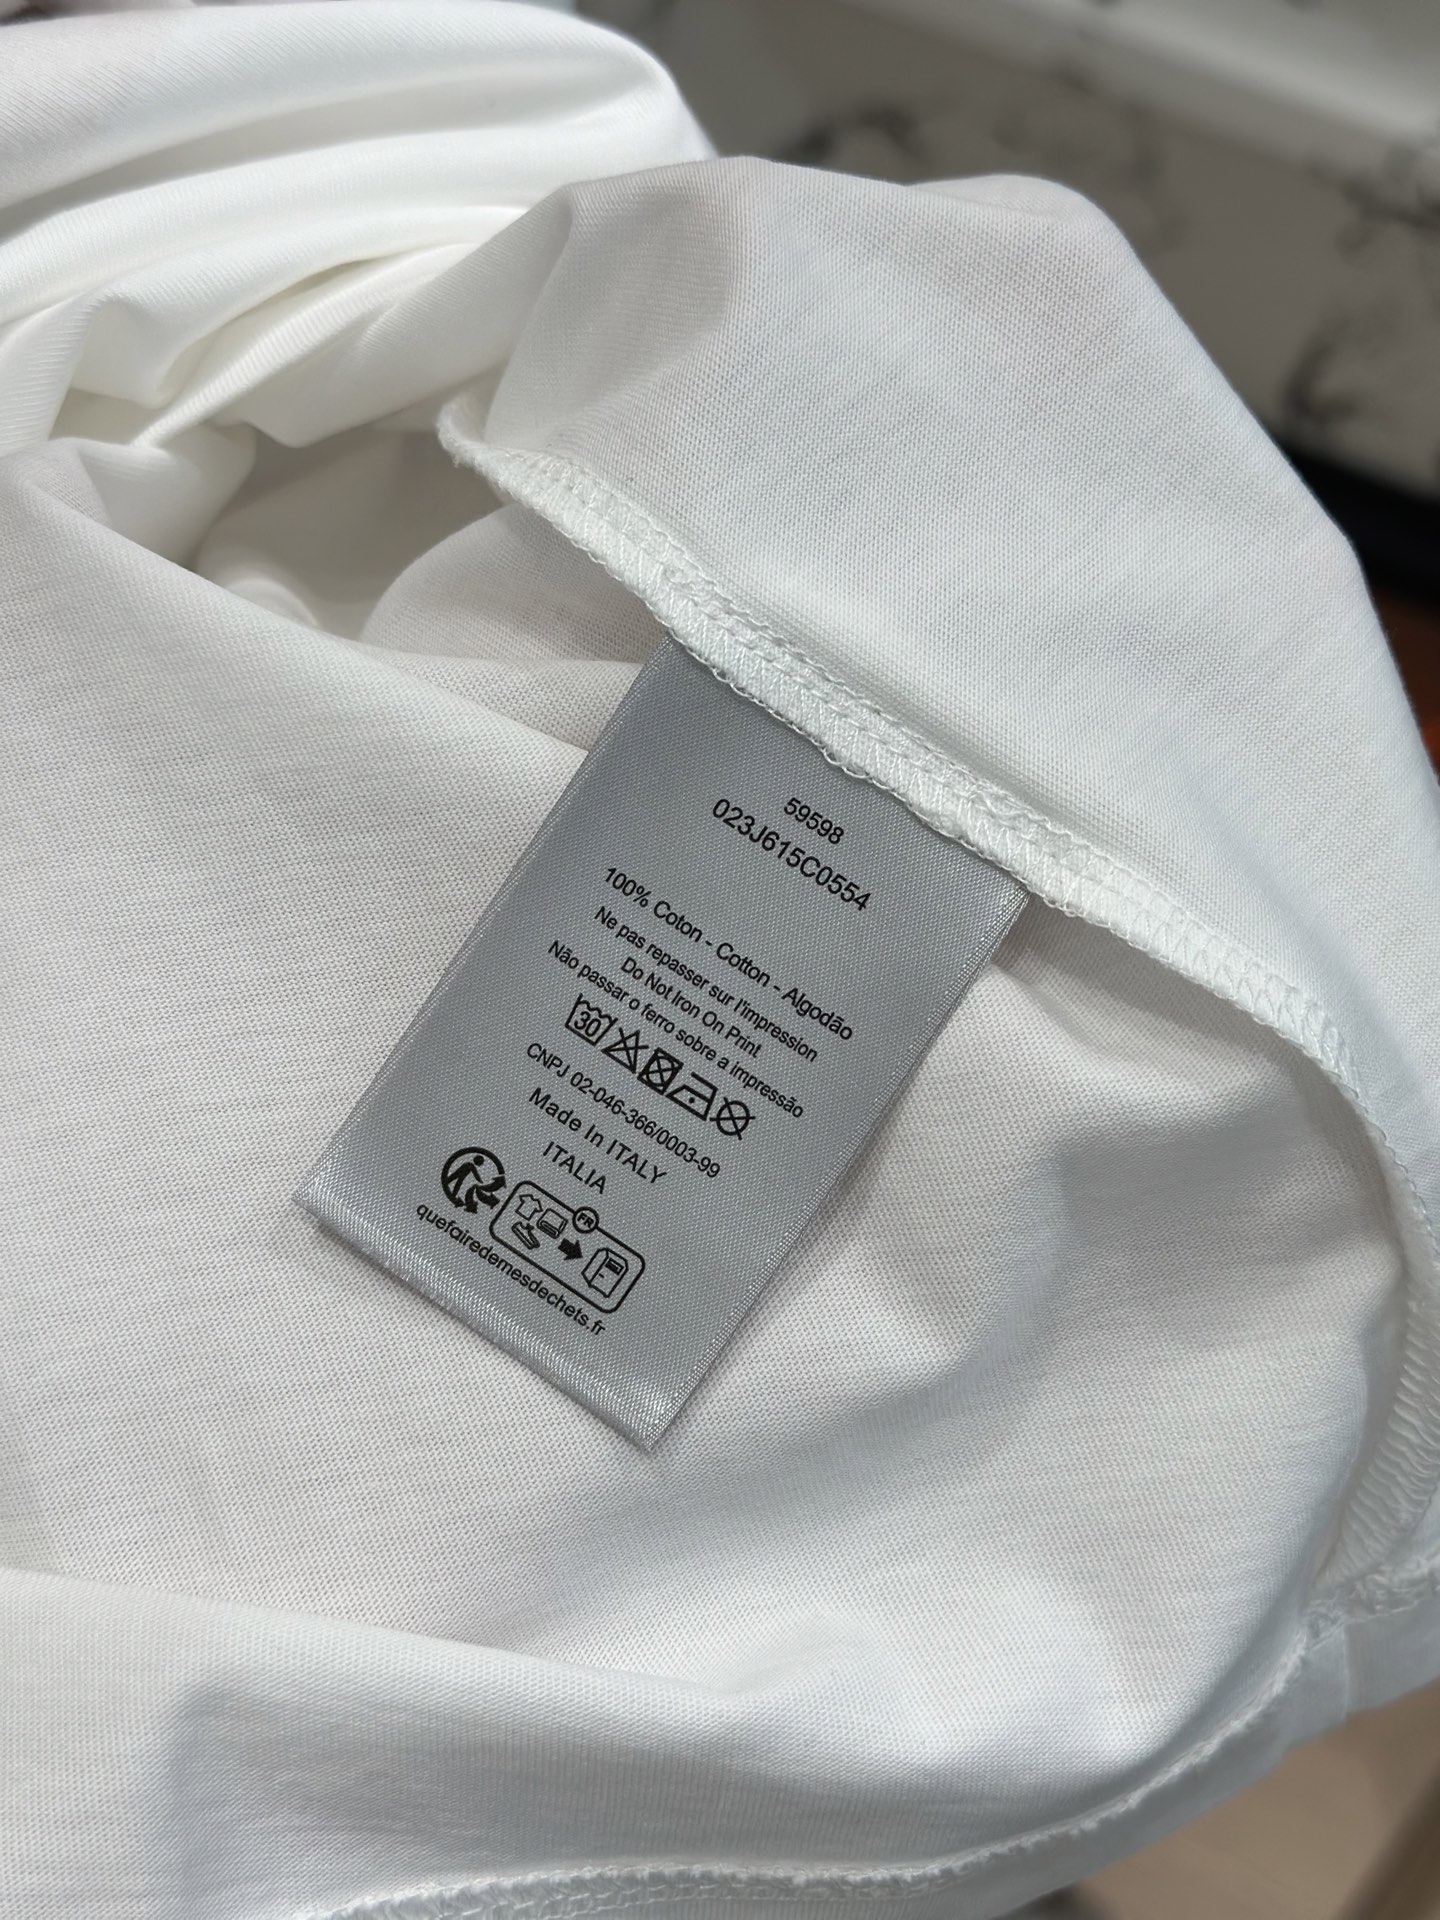 59598
023J615C0554
100% Coton - Cotton - Algodão
Ne pas repasser sur l'impression
Do Not Iron On Print
Não passar o ferro sobre a impressão
30
CNPJ 02-046-366/0003-99
Made In ITALY
ITALIA
FR
quefairedemesdechets.fr